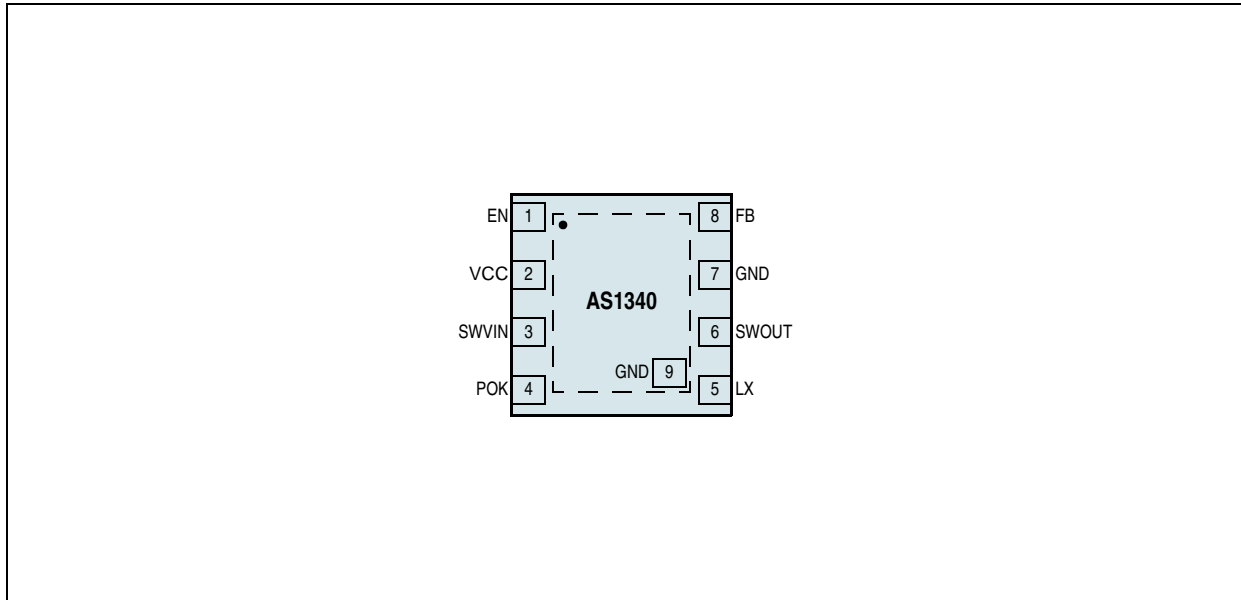 EN 1 8 FB
VCC 2 7 GND
AS1340
SWVIN 3 6 SWOUT
GND 9
POK 4 5 LX